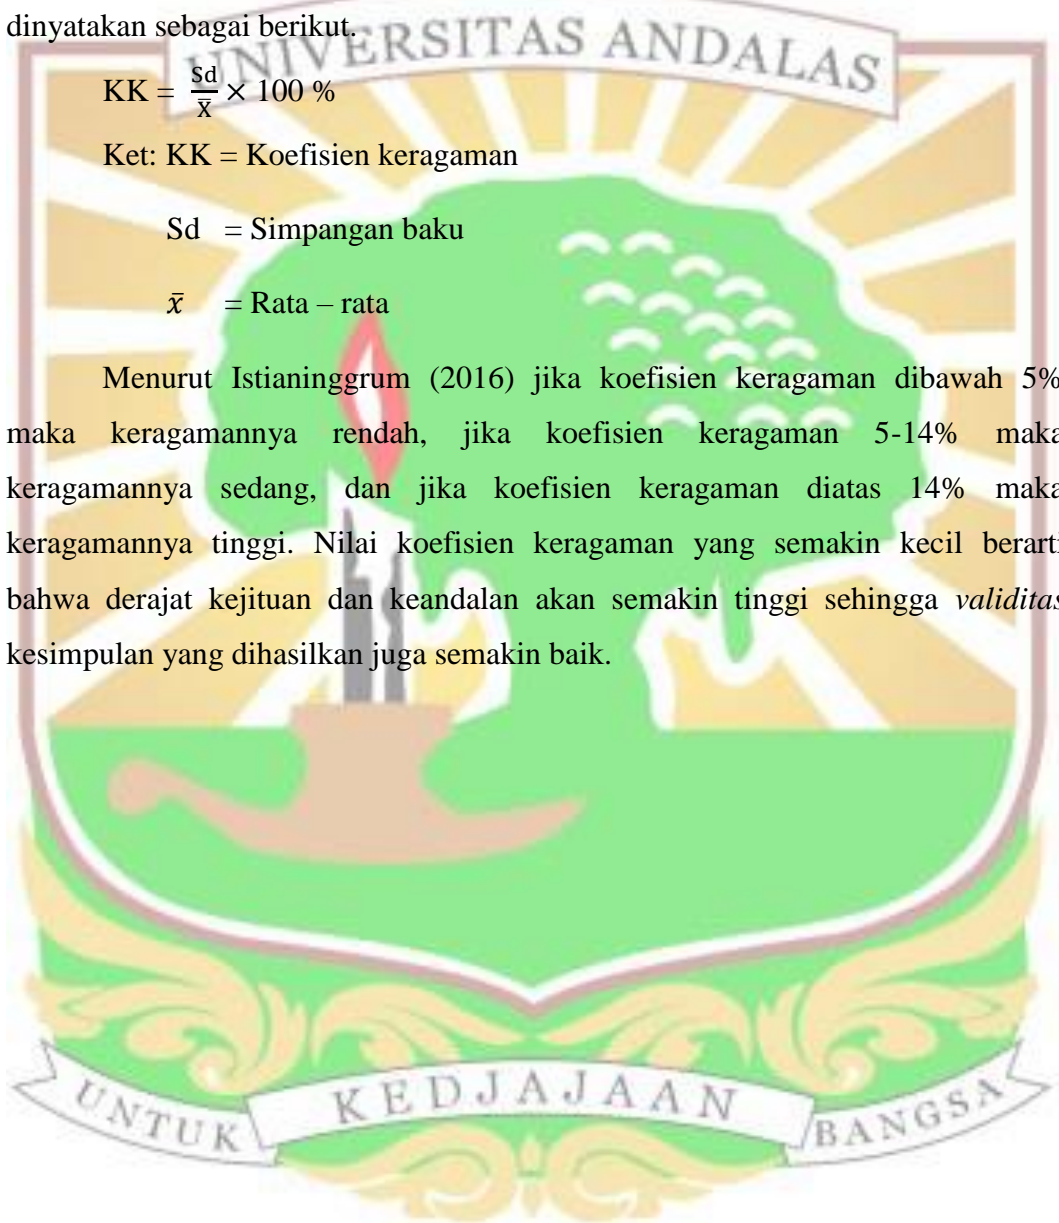 dinyatakan sebagai berikut.
UNIVERSITAS ANDALAS
KK = Sd/X̅ × 100 %
Ket: KK = Koefisien keragaman
Sd = Simpangan baku
x̄ = Rata – rata
Menurut Istianinggrum (2016) jika koefisien keragaman dibawah 5%
maka keragamannya rendah, jika koefisien keragaman 5-14% maka
keragamannya sedang, dan jika koefisien keragaman diatas 14% maka
keragamannya tinggi. Nilai koefisien keragaman yang semakin kecil berarti
bahwa derajat kejituan dan keandalan akan semakin tinggi sehingga validitas
kesimpulan yang dihasilkan juga semakin baik.
UNTUK KEDJAJAAN BANGSA